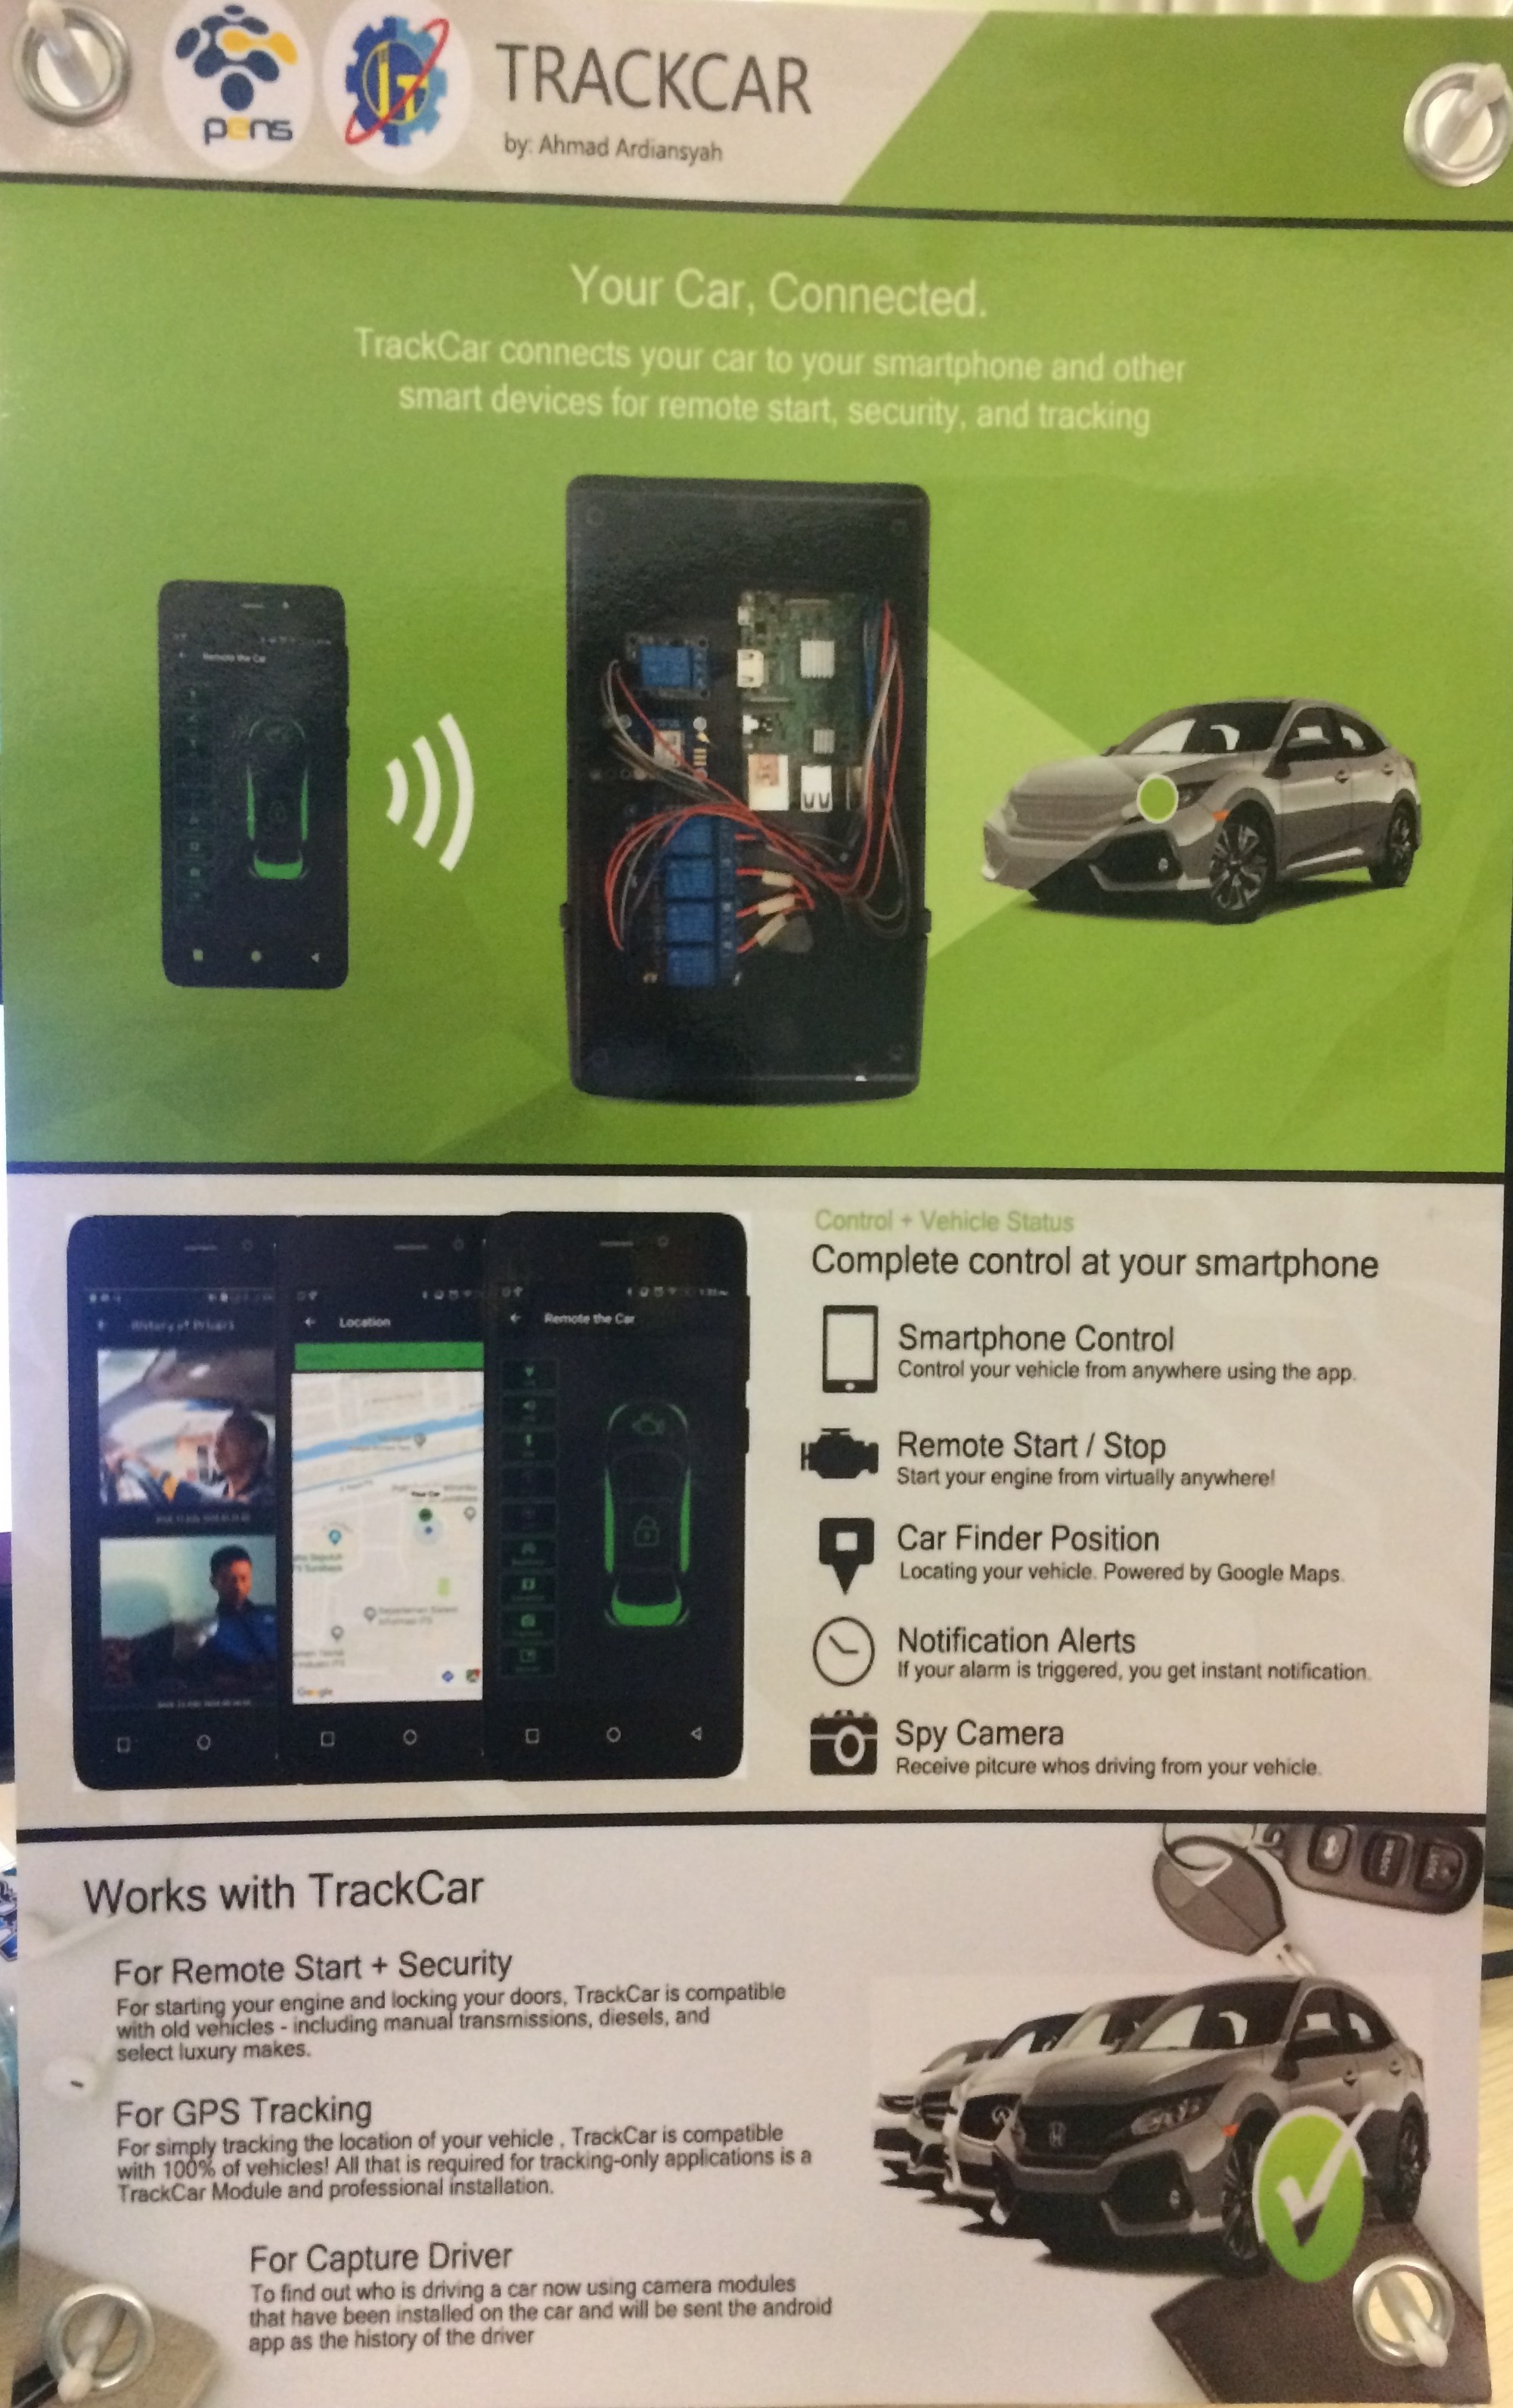 pens
IT
TRACKCAR
by: Ahmad Ardiansyah
Your Car, Connected.
TrackCar connects your car to your smartphone and other
smart devices for remote start, security, and tracking
Remote the Car
Control + Vehicle Status
Complete control at your smartphone
Smartphone Control
Control your vehicle from anywhere using the app.
Remote Start / Stop
Start your engine from virtually anywhere!
Car Finder Position
Locating your vehicle. Powered by Google Maps.
Notification Alerts
If your alarm is triggered, you get instant notification.
Spy Camera
Receive pitcure whos driving from your vehicle.
Location
Remote the Car
Your Car
Google
Works with TrackCar
For Remote Start + Security
For starting your engine and locking your doors, TrackCar is compatible
with old vehicles - including manual transmissions, diesels, and
select luxury makes.
For GPS Tracking
For simply tracking the location of your vehicle , TrackCar is compatible
with 100% of vehicles! All that is required for tracking-only applications is a
TrackCar Module and professional installation.
For Capture Driver
To find out who is driving a car now using camera modules
that have been installed on the car and will be sent the android
app as the history of the driver
UNLOCK
LOCK